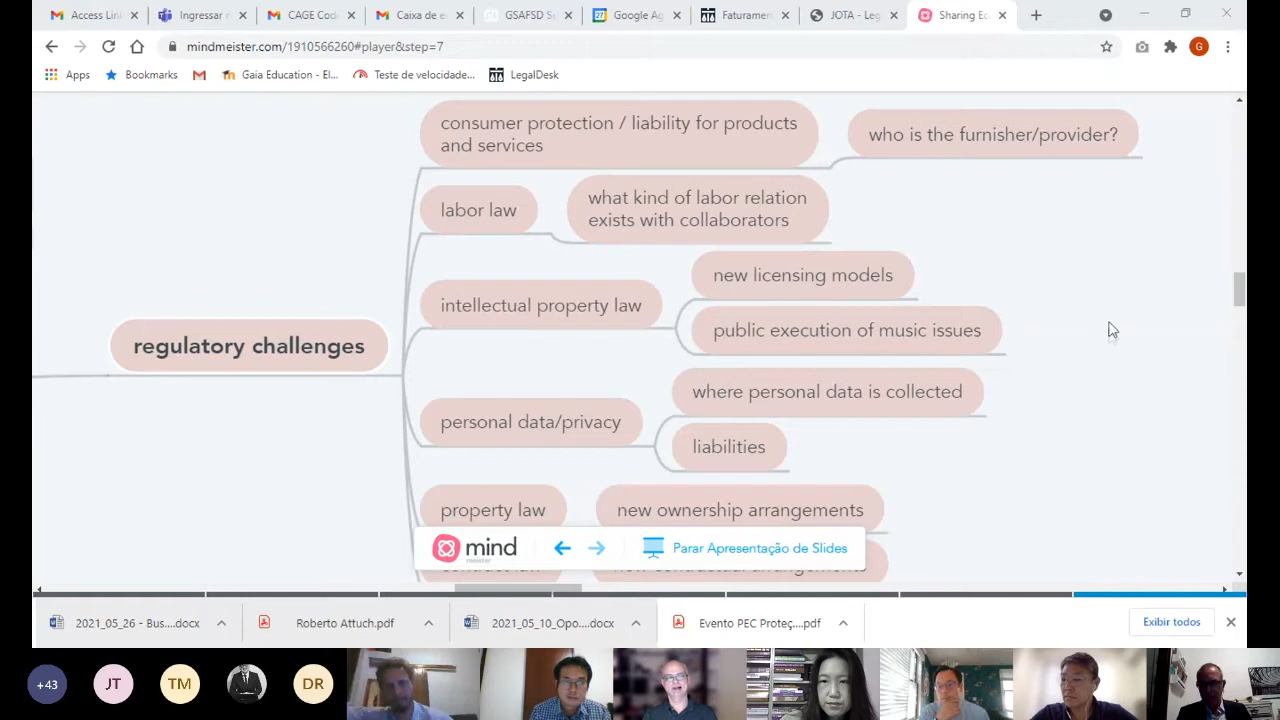 Access Link
Ingressar r
CAGE Cod
Caixa de e
GSAFSD S
Google Ag
Faturamen
JOTA - Leg
Sharing Ec
mindmeister.com/1910566260#player&step=7
G
Apps
Bookmarks
Gaia Education - El...
Teste de velocidade...
LegalDesk
consumer protection / liability for products
and services
who is the furnisher/provider?
labor law
what kind of labor relation
exists with collaborators
intellectual property law
new licensing models
public execution of music issues
regulatory challenges
personal data/privacy
where personal data is collected
liabilities
property law
new ownership arrangements
mind
meister
Parar Apresentação de Slides
2021_05_26 - Bus....docx
Roberto Attuch.pdf
2021_05_10_Opo....docx
Evento PEC Proteç....pdf
Exibir todos
+43
JT
TM
DR